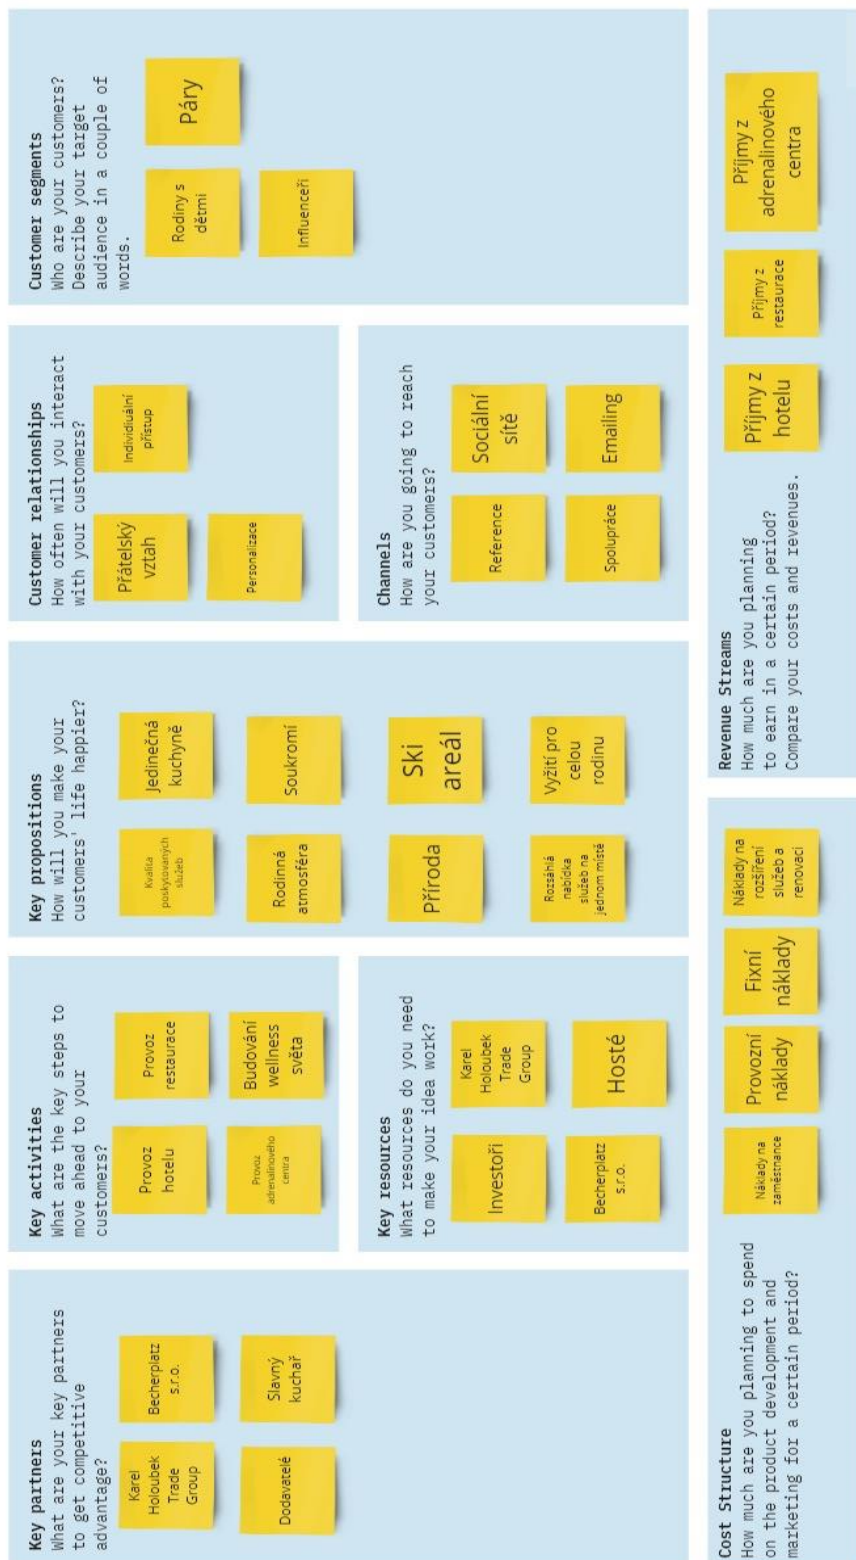 Key partners
What are your key partners
to get competitive
advantage?
Karel
Holoubek
Trade
Group
Becherplatz
s.r.o.
Dodavatelé
Slavný
kuchař
Key activities
What are the key steps to
move ahead to your
customers?
Provoz
hotelu
Provoz
restaurace
Provoz
adrenalinového
centra
Budování
wellness
světa
Key resources
What resources do you need
to make your idea work?
Investoři
Karel
Holoubek
Trade
Group
Becherplatz
s.r.o.
Hosté
Key propositions
How will you make your
customers' life happier?
Kvalita
poskytovaných
služeb
Jedinečná
kuchyně
Rodinná
atmosféra
Soukromí
Příroda
Ski
areál
Rozsáhlá
nabídka
služeb na
jednom místě
Vyžití pro
celou
rodinu
Customer relationships
How often will you interact
with your customers?
Přátelský
vztah
Individiuální
přístup
Personalizace
Channels
How are you going to reach
your customers?
Reference
Sociální
sítě
Spolupráce
Emailing
Customer segments
Who are your customers?
Describe your target
audience in a couple of
words.
Rodiny s
dětmi
Páry
Influenceři
Cost Structure
How much are you planning to spend
on the product development and
marketing for a certain period?
Náklady na
zaměstnance
Provozní
náklady
Fixní
náklady
Náklady na
rozšíření
služeb a
renovaci
Revenue Streams
How much are you planning
to earn in a certain period?
Compare your costs and revenues.
Příjmy z
hotelu
Příjmy z
restaurace
Příjmy z
adrenalinového
centra